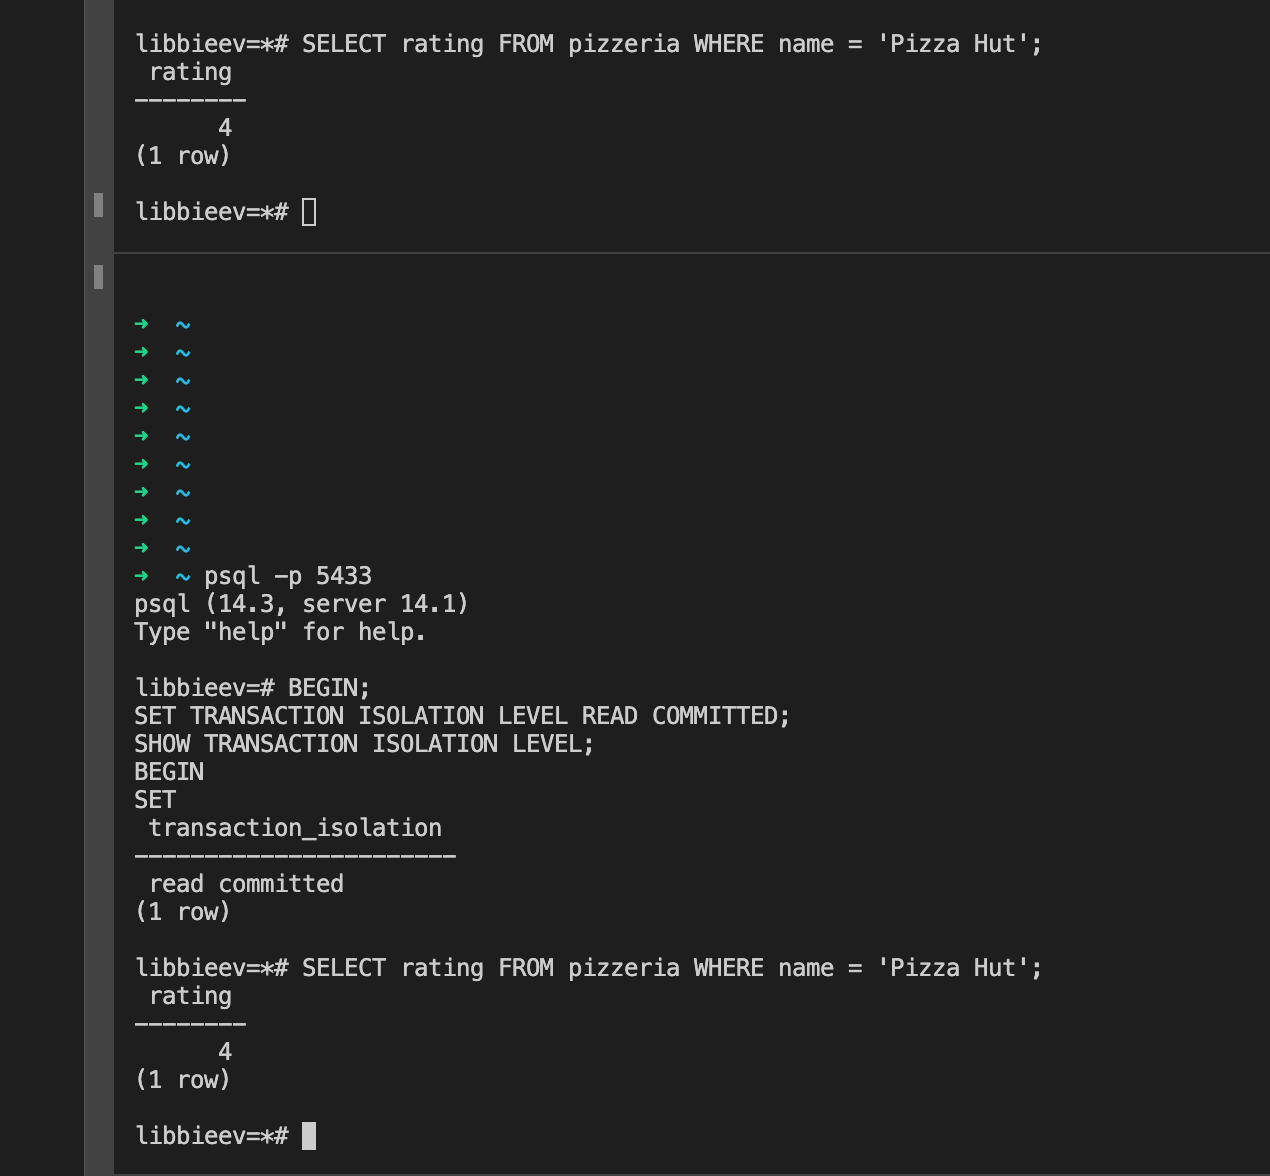 libbieev=*# SELECT rating FROM pizzeria WHERE name = 'Pizza Hut';
 rating
--------
      4
(1 row)
libbieev=*#
➜  ~
➜  ~
➜  ~
➜  ~
➜  ~
➜  ~
➜  ~
➜  ~
➜  ~
➜  ~ psql -p 5433
psql (14.3, server 14.1)
Type "help" for help.
libbieev=# BEGIN;
SET TRANSACTION ISOLATION LEVEL READ COMMITTED;
SHOW TRANSACTION ISOLATION LEVEL;
BEGIN
SET
 transaction_isolation
-----------------------
 read committed
(1 row)
libbieev=*# SELECT rating FROM pizzeria WHERE name = 'Pizza Hut';
 rating
--------
      4
(1 row)
libbieev=*#